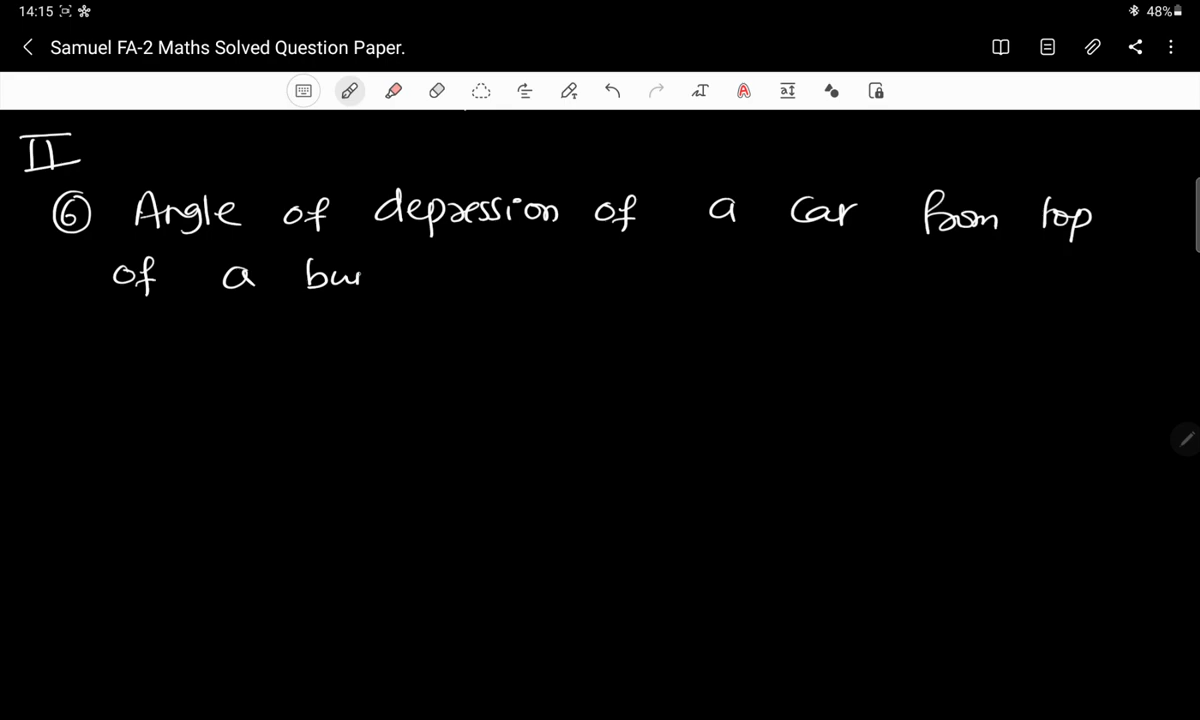 14:15 48%
Samuel FA-2 Maths Solved Question Paper.
II
6 Angle of depression of a car from top
of a bui